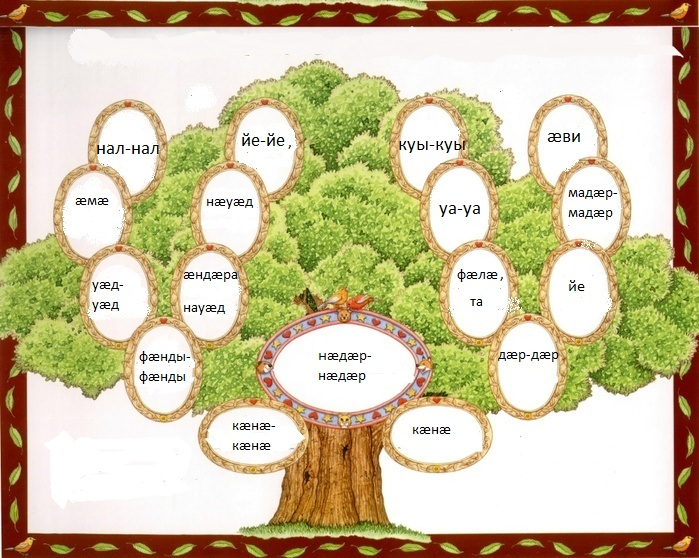 нал-нал
йе-йе,
куы-куы
æви
æмæ
нæуæд
уа-уа
мадæр-
мадæр
уæд-
уæд
æндæра
науæд
фæлæ,
та
йе
фæнды-
фæнды
нæдæр-
нæдæр
дæр-дæр
кæнæ-
кæнæ
кæнæ